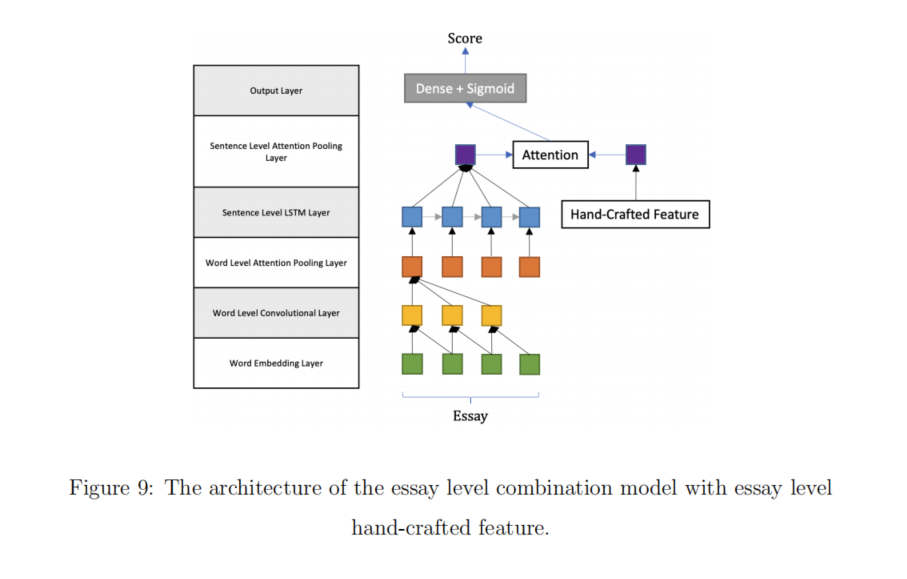 Score
Dense + Sigmoid
Output Layer
Sentence Level Attention Pooling
Layer
Attention
Sentence Level LSTM Layer
Hand-Crafted Feature
Word Level Attention Pooling Layer
Word Level Convolutional Layer
Word Embedding Layer
Essay
Figure 9: The architecture of the essay level combination model with essay level
hand-crafted feature.